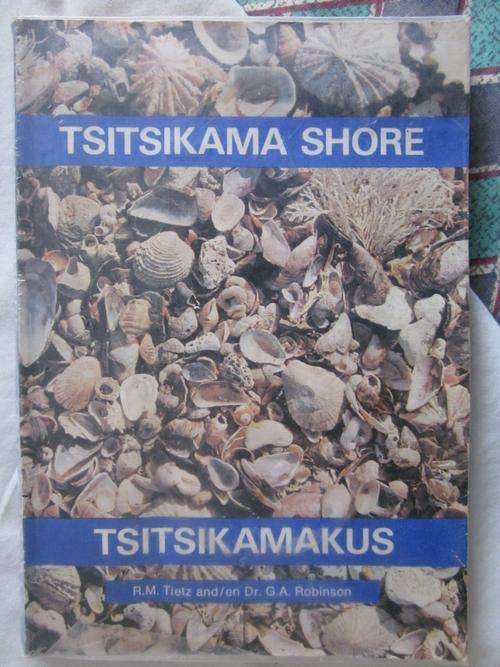 TSITSIKAMA SHORE
TSITSIKAMAKUS
R.M. Tietz and/en Dr. G.A. Robinson